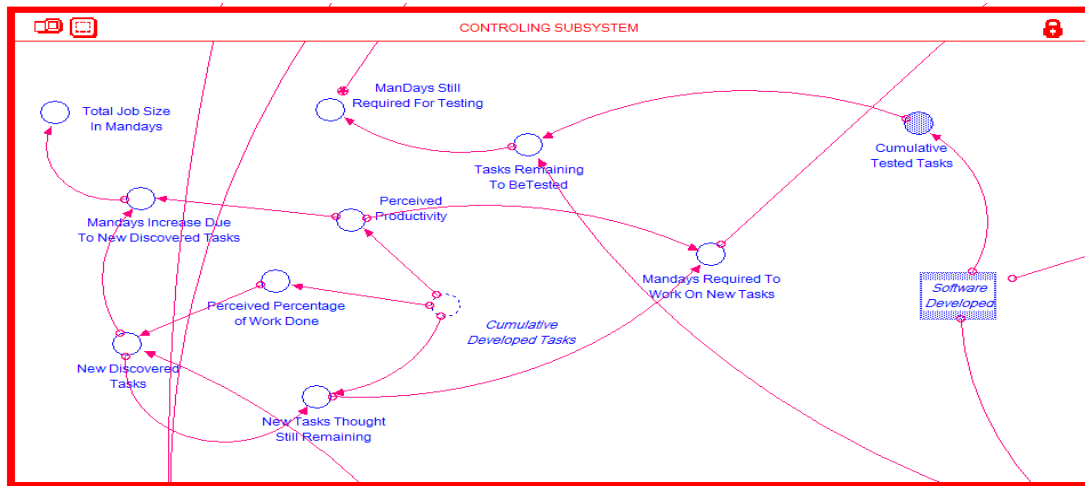 CONTROLING SUBSYSTEM
Total Job Size
In Mandays
ManDays Still
Required For Testing
Cumulative
Tested Tasks
Tasks Remaining
To BeTested
Perceived
Productivity
Mandays Increase Due
To New Discovered Tasks
Mandays Required To
Work On New Tasks
Software
Developed
Perceived Percentage
of Work Done
Cumulative
Developed Tasks
New Discovered
Tasks
New Tasks Thought
Still Remaining